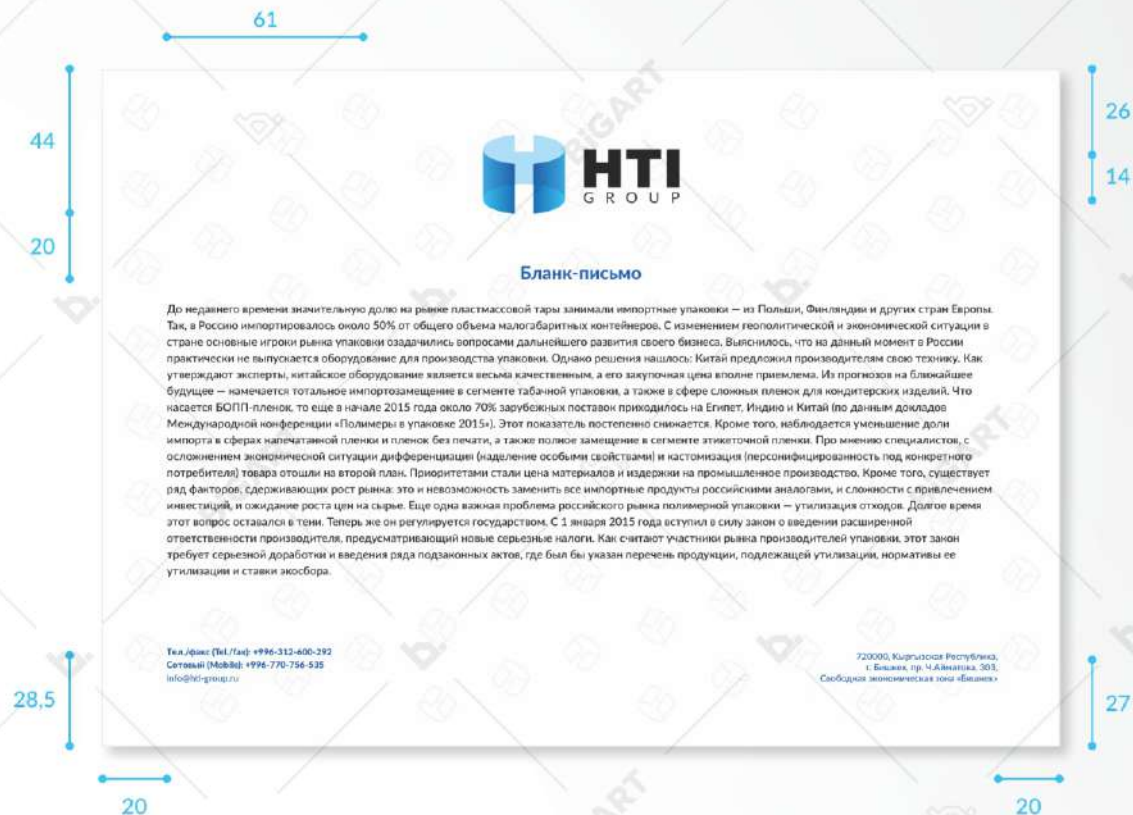 61
44
26
14
20
HTI
GROUP
Бланк-письмо
До недавнего времени значительную долю на рынке пластмассовой тары занимали импортные упаковки — из Польши, Финляндии и других стран Европы.
Так, в Россию импортировалось около 50% от общего объема малогабаритных контейнеров. С изменением геополитической и экономической ситуации в
стране основные игроки рынка упаковки озадачились вопросами дальнейшего развития своего бизнеса. Выяснилось, что на данный момент в России
практически не выпускается оборудование для производства упаковки. Однако решения нашлось: Китай предложил производителям свою технику. Как
утверждают эксперты, китайское оборудование является весьма качественным, а его закупочная цена вполне приемлема. Из прогнозов на ближайшее
будущее — намечается тотальное импортозамещение в сегменте табачной упаковки, а также в сфере сложных пленок для кондитерских изделий. Что
касается БОПП-пленок, то еще в начале 2015 года около 70% зарубежных поставок приходилось на Египет, Индию и Китай (по данным докладов
Международной конференции «Полимеры в упаковке 2015»). Этот показатель постепенно снижается. Кроме того, наблюдается уменьшение доли
импорта в сферах напечатанной пленки и пленок без печати, а также полное замещение в сегменте этикеточной пленки. Про мнению специалистов, с
осложнением экономической ситуации дифференциация (наделение особыми свойствами) и кастомизация (персонифицированность под конкретного
потребителя) товара отошли на второй план. Приоритетами стали цена материалов и издержки на промышленное производство. Кроме того, существует
ряд факторов, сдерживающих рост рынка: это и невозможность заменить все импортные продукты российскими аналогами, и сложности с привлечением
инвестиций, и ожидание роста цен на сырье. Еще одна важная проблема российского рынка полимерной упаковки — утилизация отходов. Долгое время
этот вопрос оставался в тени. Теперь же он регулируется государством. С 1 января 2015 года вступил в силу закон о введении расширенной
ответственности производителя, предусматривающий новые серьезные налоги. Как считают участники рынка производителей упаковки, этот закон
требует серьезной доработки и введения ряда подзаконных актов, где был бы указан перечень продукции, подлежащей утилизации, нормативы ее
утилизации и ставки экосбора.
Тел./факс (Tel./fax): +996-312-600-292
Сотовый (Mobile): +996-770-756-535
info@hti-group.ru
720000, Кыргызская Республика,
г. Бишкек, пр. Ч.Айматова, 303,
Свободная экономическая зона «Бишкек»
28,5
27
20
20
BIGART
BIGART
BIGART